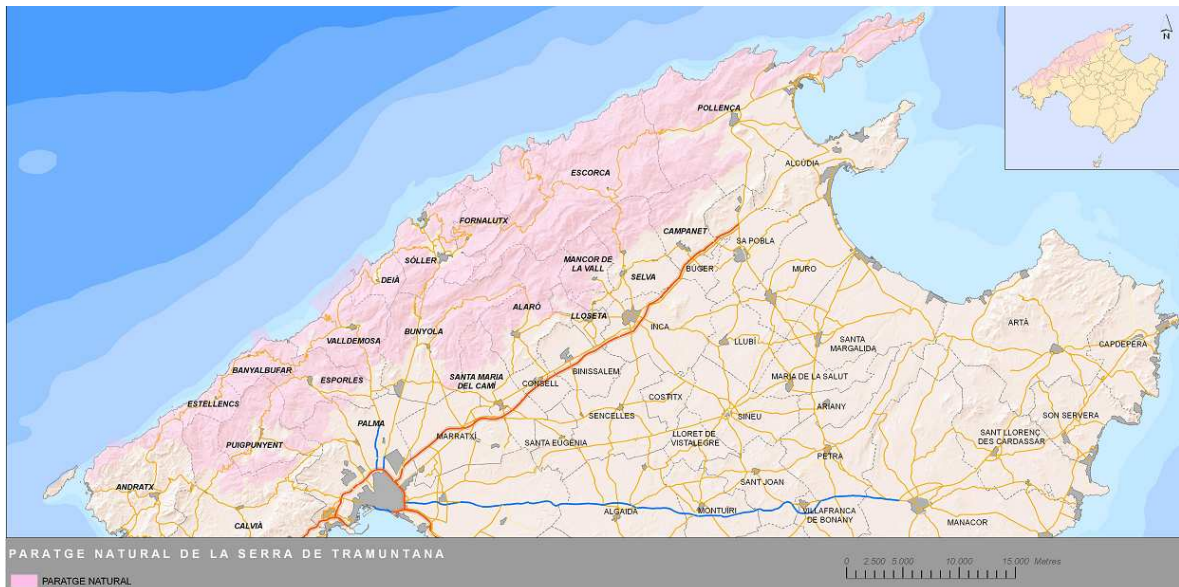 N
POLLENÇA
ALCÚDIA
ESCORCA
FORNALUTX
CAMPANET
SA POBLA
SÓLLER
MANCOR DE
LA VALL
BÚGER
MURO
DEIÀ
SELVA
ALARÓ
LLOSETA
ARTÀ
BUNYOLA
INCA
VALLDEMOSA
LLUBÍ
SANTA
MARGALIDA
CAPDEPERA
BANYALBUFAR
BINISSALEM
ESPORLES
SANTA MARIA
DEL CAMÍ
CONSELL
MARIA DE LA SALUT
COSTITX
ESTELLENCS
ARIANY
SENCELLES
SINEU
SON SERVERA
PALMA
MARRATXÍ
SANTA EUGÈNIA
LLORET DE
VISTALEGRE
SANT LLORENÇ
DES CARDASSAR
PUIGPUNYENT
PETRA
SANT JOAN
ANDRATX
ALGAIDA
MONTUÏRI
VILLAFRANCA
DE BONANY
MANACOR
CALVIÀ
PARATGE NATURAL DE LA SERRA DE TRAMUNTANA
PARATGE NATURAL
0 2.500 5.000 10.000 15.000 Metres